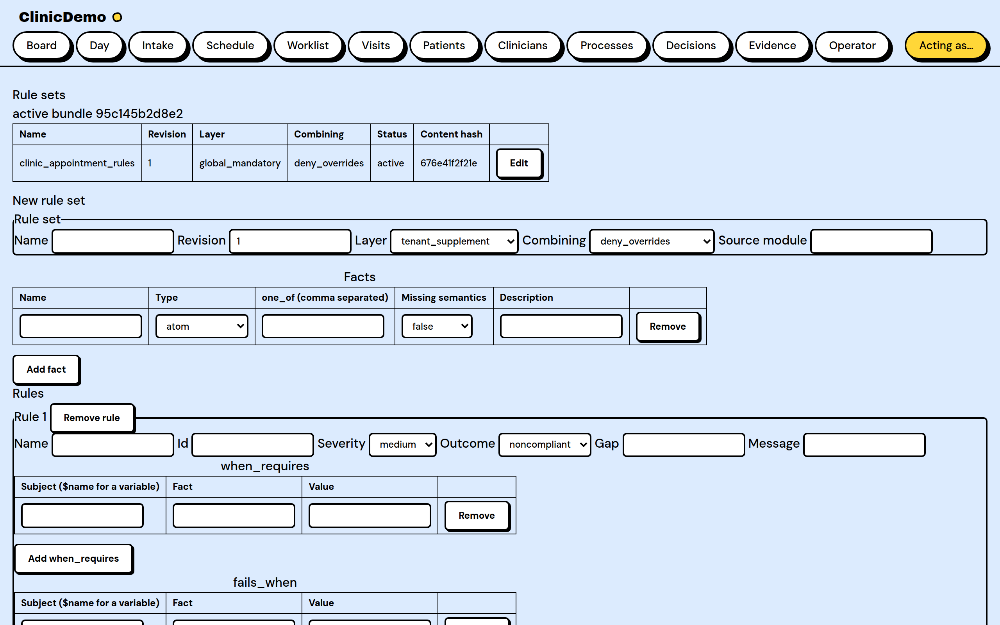 ClinicDemo
Board Day Intake Schedule Worklist Visits Patients Clinicians Processes Decisions Evidence Operator Acting as...
Rule sets
active bundle 95c145b2d8e2
Name Revision Layer Combining Status Content hash
clinic_appointment_rules 1 global_mandatory deny_overrides active 676e41f2f21e Edit
New rule set
Rule set
Name Revision 1 Layer tenant_supplement Combining deny_overrides Source module
Facts
Name Type one_of (comma separated) Missing semantics Description
atom false Remove
Add fact
Rules
Rule 1 Remove rule
Name Id Severity medium Outcome noncompliant Gap Message
when_requires
Subject ($name for a variable) Fact Value
Remove
Add when_requires
fails_when
Subject ($name for a variable) Fact Value